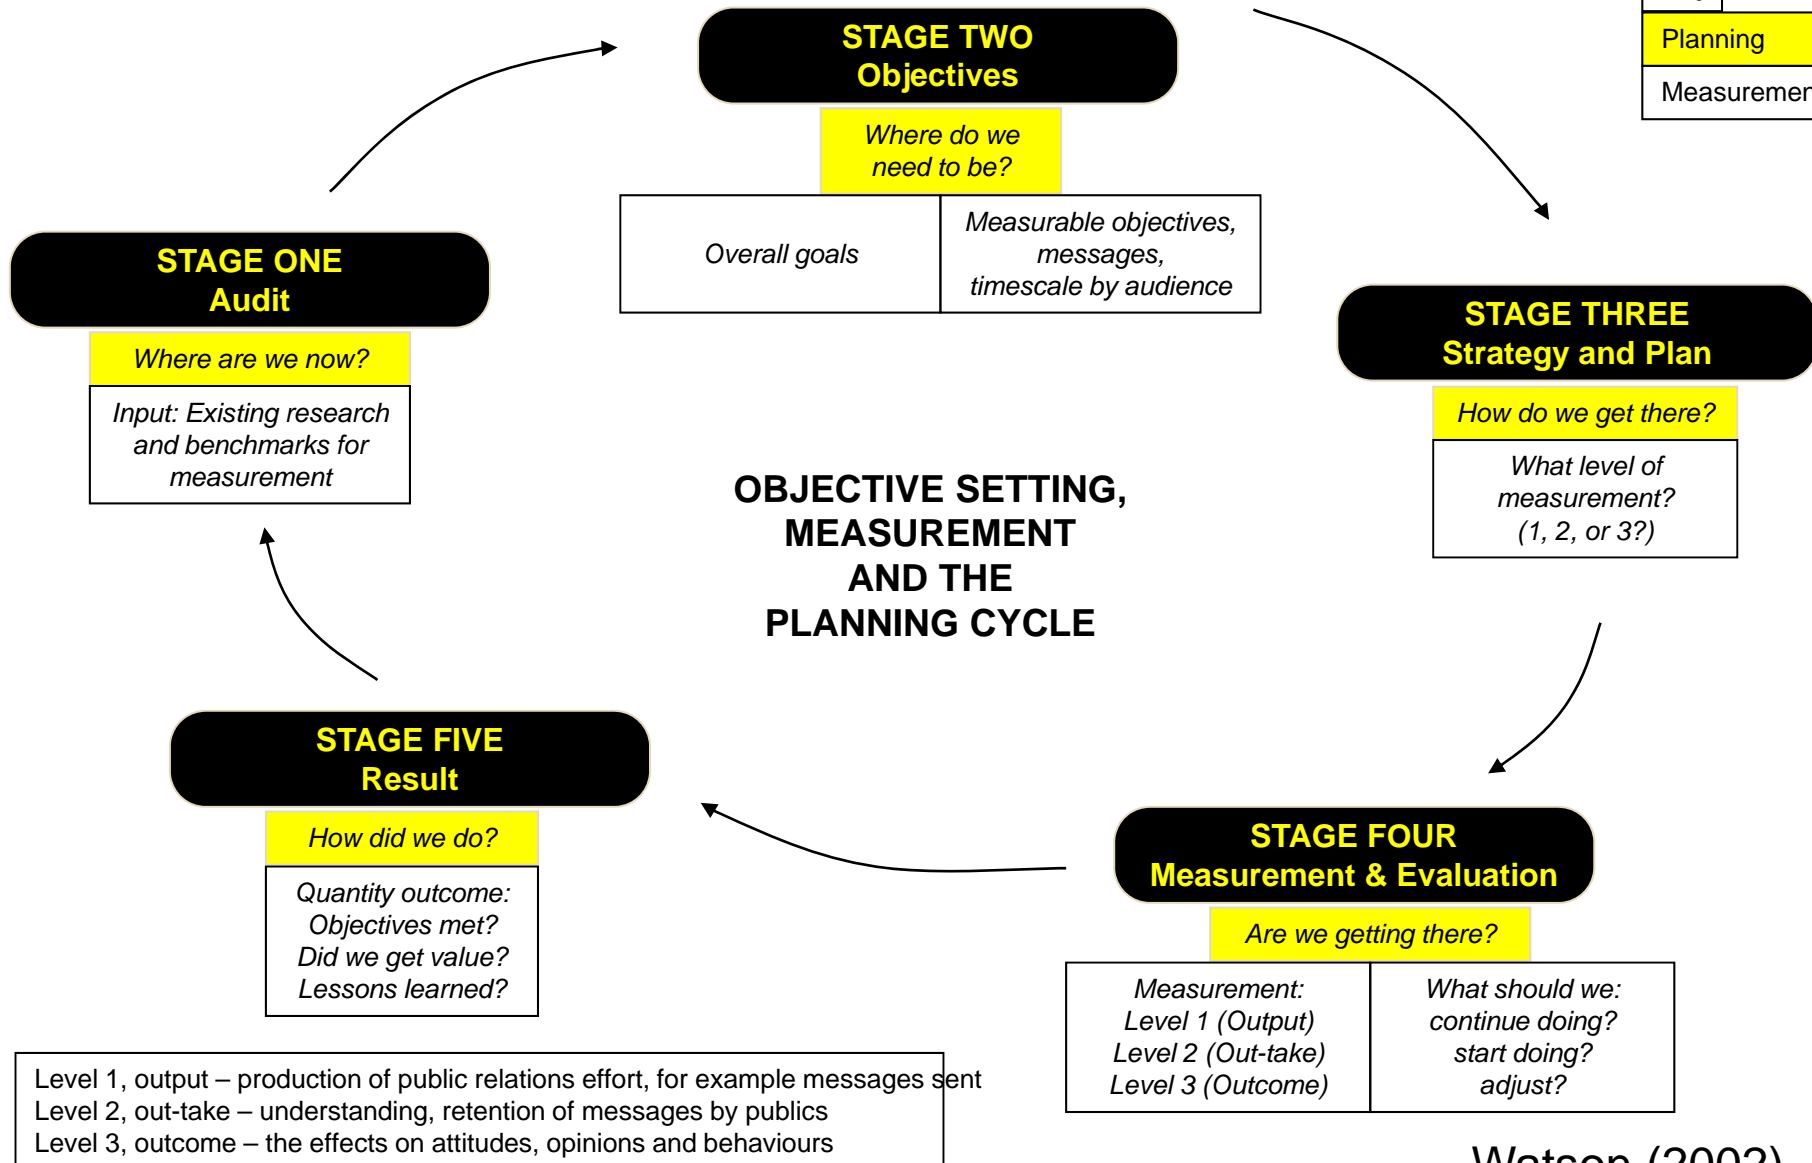 STAGE TWO
Objectives
Where do we
need to be?
Overall goals
Measurable objectives,
messages,
timescale by audience
Planning
STAGE ONE
Audit
Where are we now?
Input: Existing research
and benchmarks for
measurement
STAGE THREE
Strategy and Plan
How do we get there?
What level of
measurement?
(1, 2, or 3?)
OBJECTIVE SETTING,
MEASUREMENT
AND THE
PLANNING CYCLE
STAGE FOUR
Measurement & Evaluation
Are we getting there?
Measurement:
Level 1 (Output)
Level 2 (Out-take)
Level 3 (Outcome)
What should we:
continue doing?
start doing?
adjust?
STAGE FIVE
Result
How did we do?
Quantity outcome:
Objectives met?
Did we get value?
Lessons learned?
Level 1, output – production of public relations effort, for example messages sent
Level 2, out-take – understanding, retention of messages by publics
Level 3, outcome – the effects on attitudes, opinions and behaviours
Watson (2002)